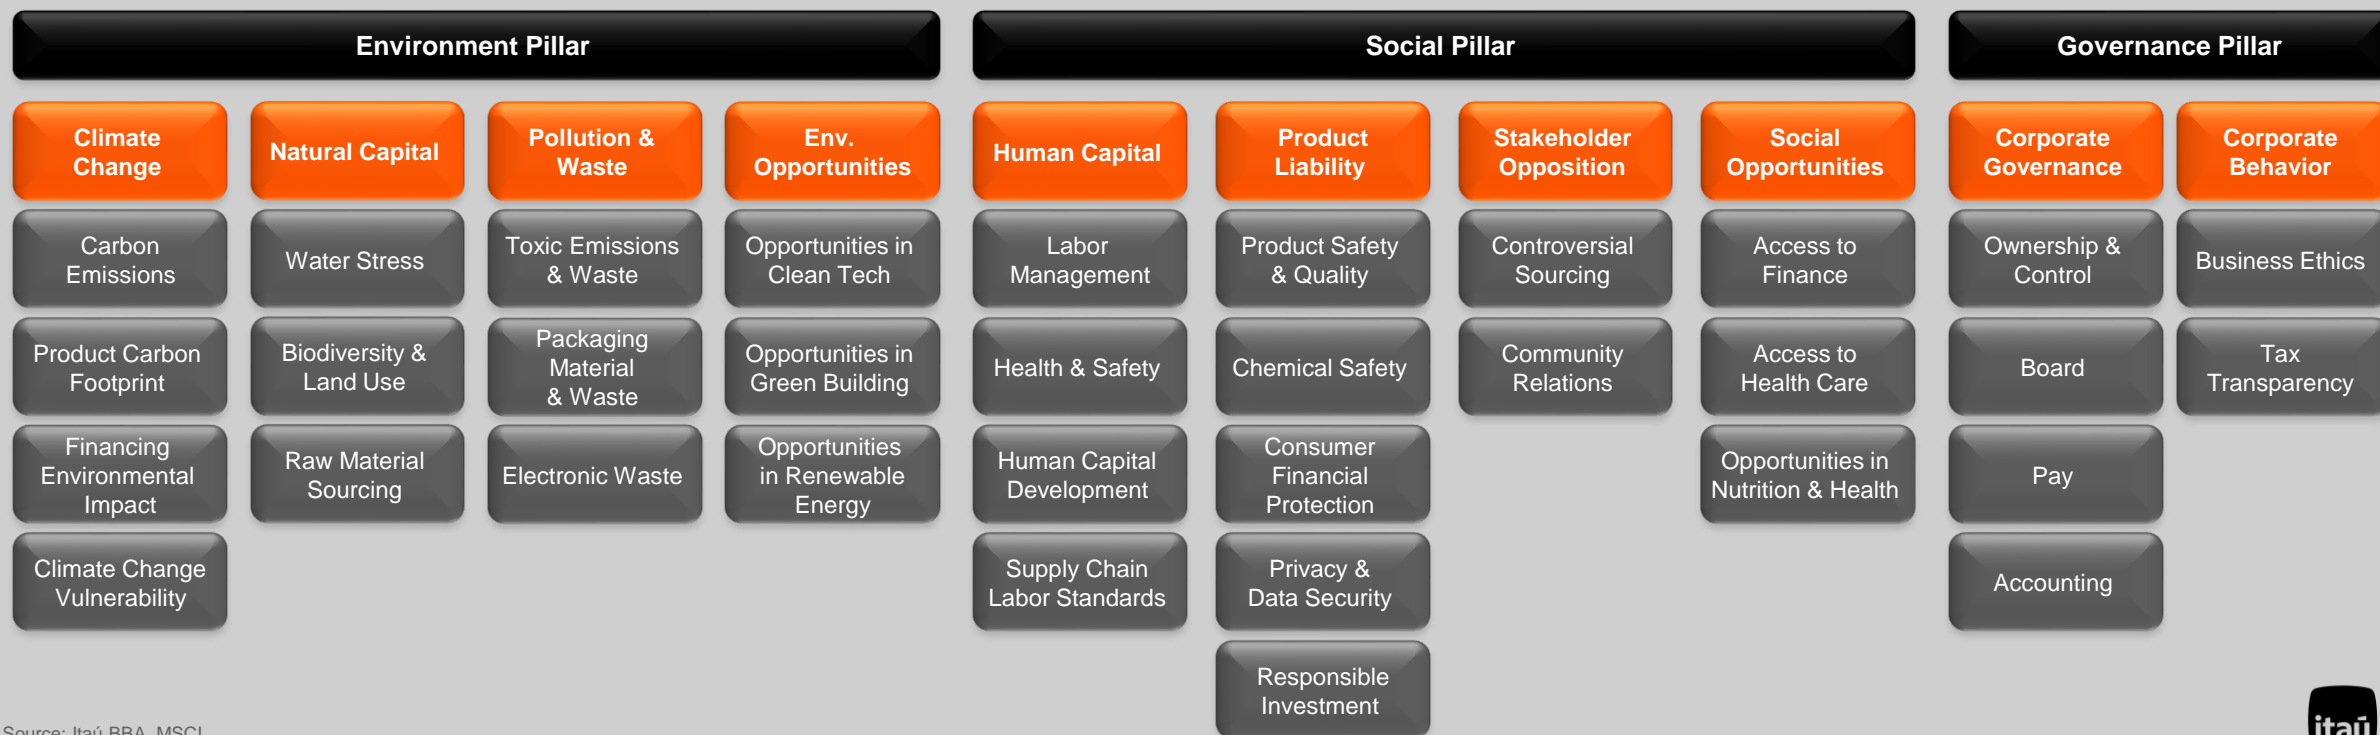 Environment Pillar
Social Pillar
Governance Pillar
Climate
Change
Natural Capital
Pollution &
Waste
Env.
Opportunities
Human Capital
Product
Liability
Stakeholder
Opposition
Social
Opportunities
Corporate
Governance
Corporate
Behavior
Carbon
Emissions
Water Stress
Toxic Emissions
& Waste
Opportunities in
Clean Tech
Labor
Management
Product Safety
& Quality
Controversial
Sourcing
Access to
Finance
Ownership &
Control
Business Ethics
Product Carbon
Footprint
Biodiversity &
Land Use
Packaging
Material
& Waste
Opportunities in
Green Building
Health & Safety
Chemical Safety
Community
Relations
Access to
Health Care
Board
Tax
Transparency
Financing
Environmental
Impact
Raw Material
Sourcing
Electronic Waste
Opportunities
in Renewable
Energy
Human Capital
Development
Consumer
Financial
Protection
Opportunities in
Nutrition & Health
Pay
Climate Change
Vulnerability
Supply Chain
Labor Standards
Privacy &
Data Security
Accounting
Responsible
Investment
Source: Itaú BBA, MSCI
itaú